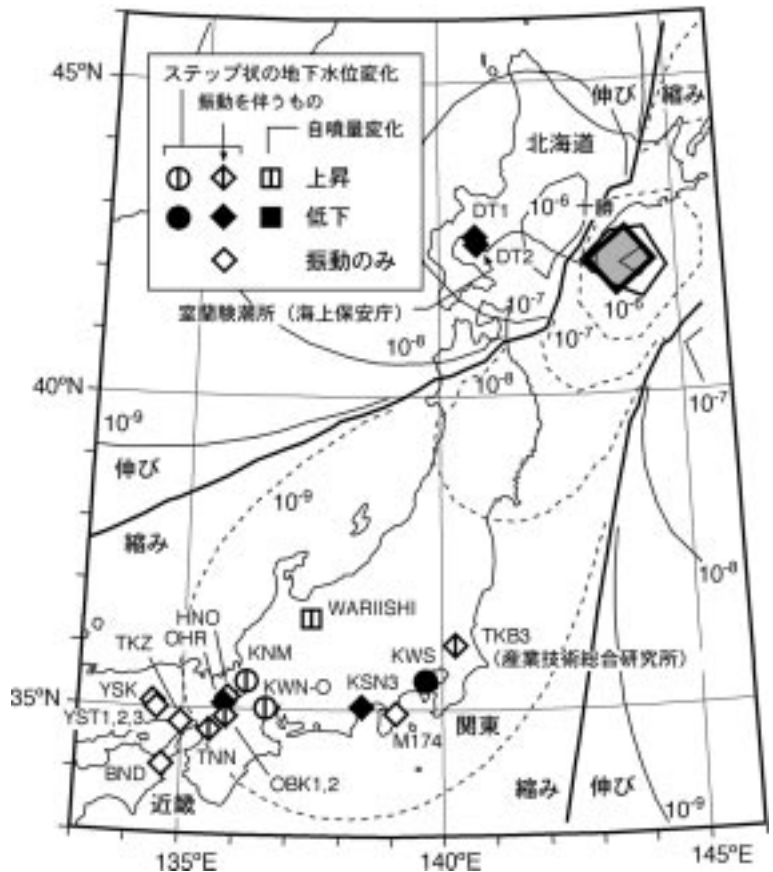 45ºN
40ºN
35ºN
135ºE
140ºE
145ºE
ステップ状の地下水位変化
振動を伴うもの
自噴量変化
上昇
低下
振動のみ
北海道
伸び
縮み
DT1
DT2
10-6
十勝
10-6
室蘭験潮所（海上保安庁）
10-7
10-7
10-8
10-8
10-7
10-9
伸び
縮み
10-9
10-8
WARIISHI
HNO
OHR
TKZ
KNM
YSK
KWN-O
KSN3
KWS
TKB3
（産業技術総合研究所）
YST1,2,3
BND
TNN
OBK1,2
M174
関東
近畿
縮み
伸び
10-9